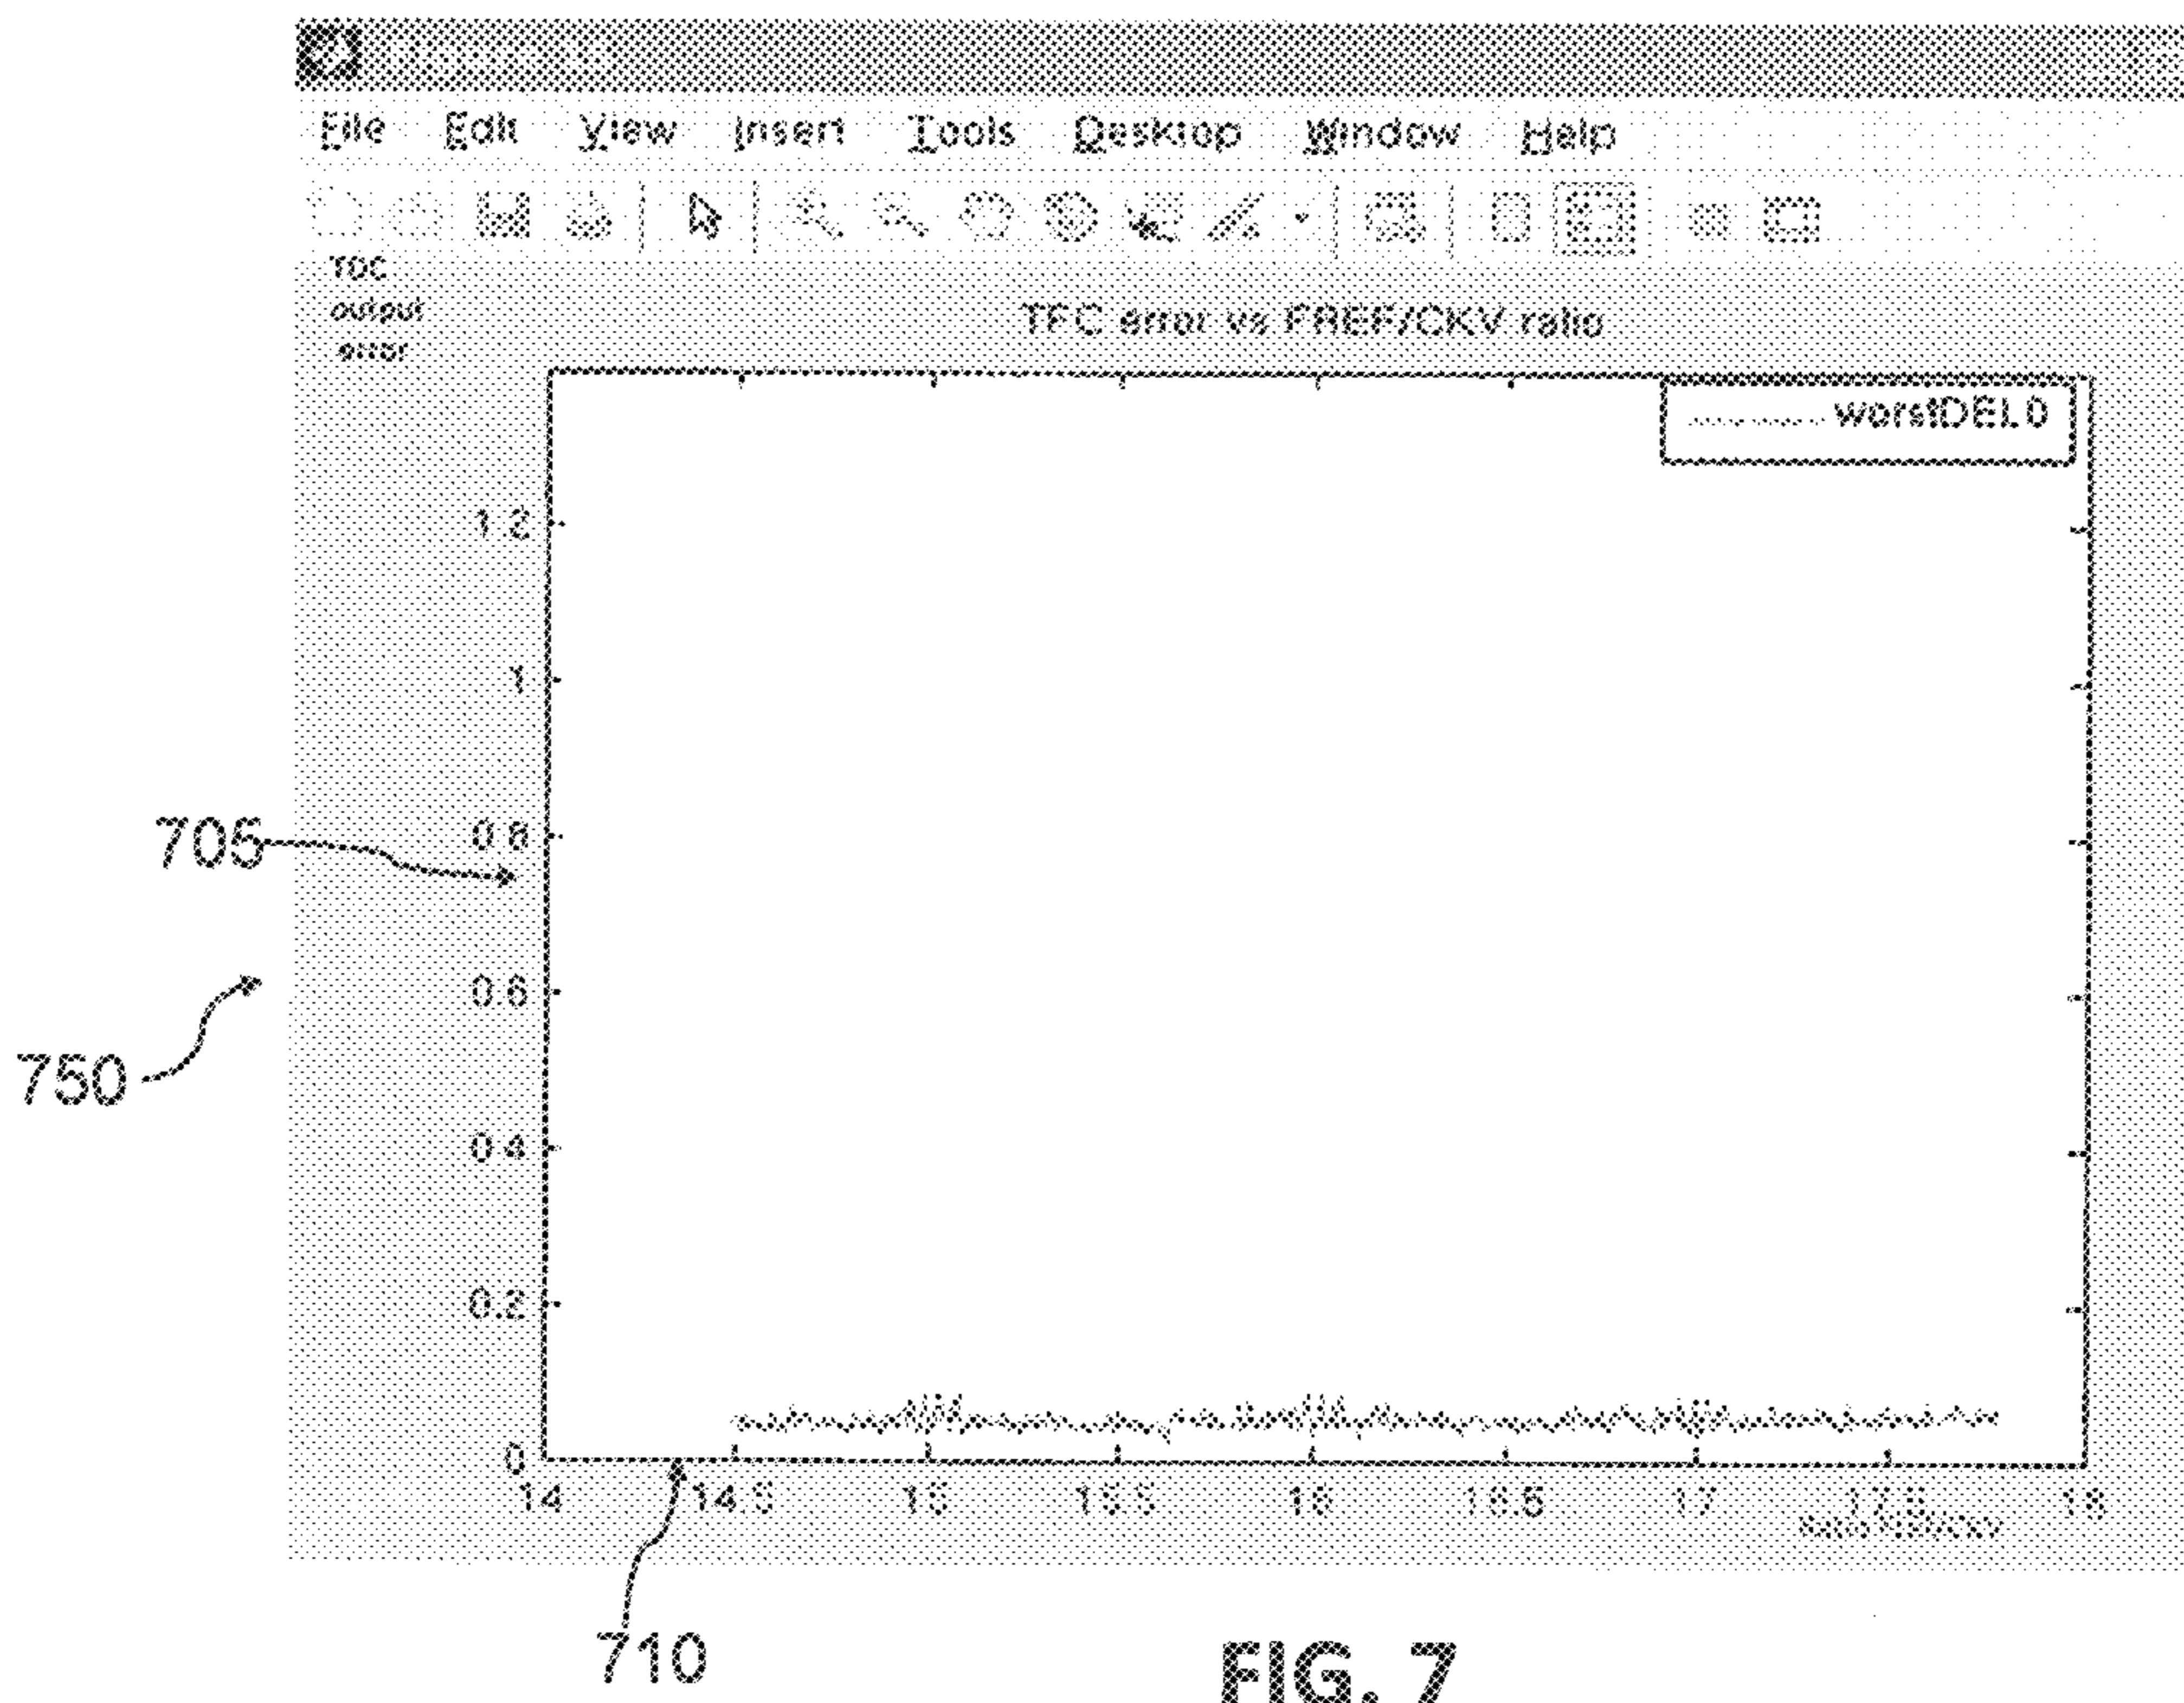 File Edit View Insert Tools Desktop Window Help
TDC
output
error
TFC error vs FREF/CKV ratio
worstDEL0
1.2
1
0.8
0.6
0.4
0.2
0
14 14.5 15 15.5 16 16.5 17 17.5 18
705
750
710
FIG. 7